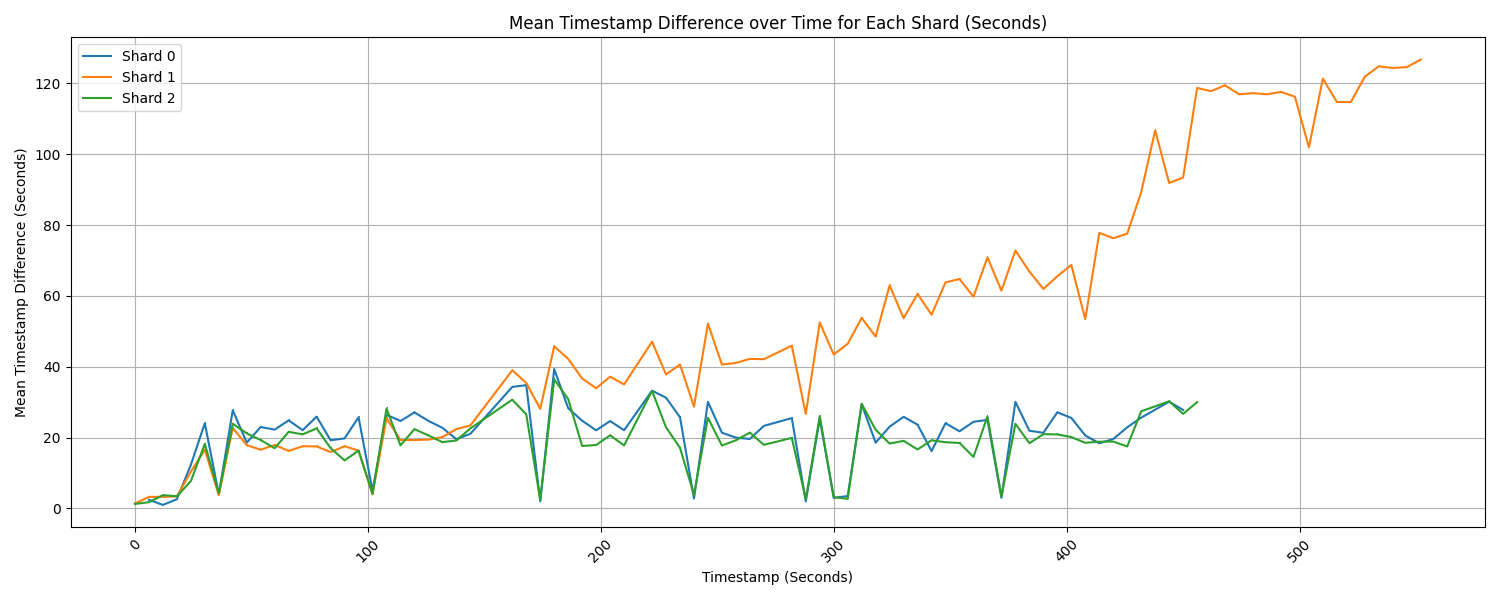 Mean Timestamp Difference over Time for Each Shard (Seconds)
Shard 0
Shard 1
Shard 2
Mean Timestamp Difference (Seconds)
120
100
80
60
40
20
0
0
100
200
300
400
500
Timestamp (Seconds)